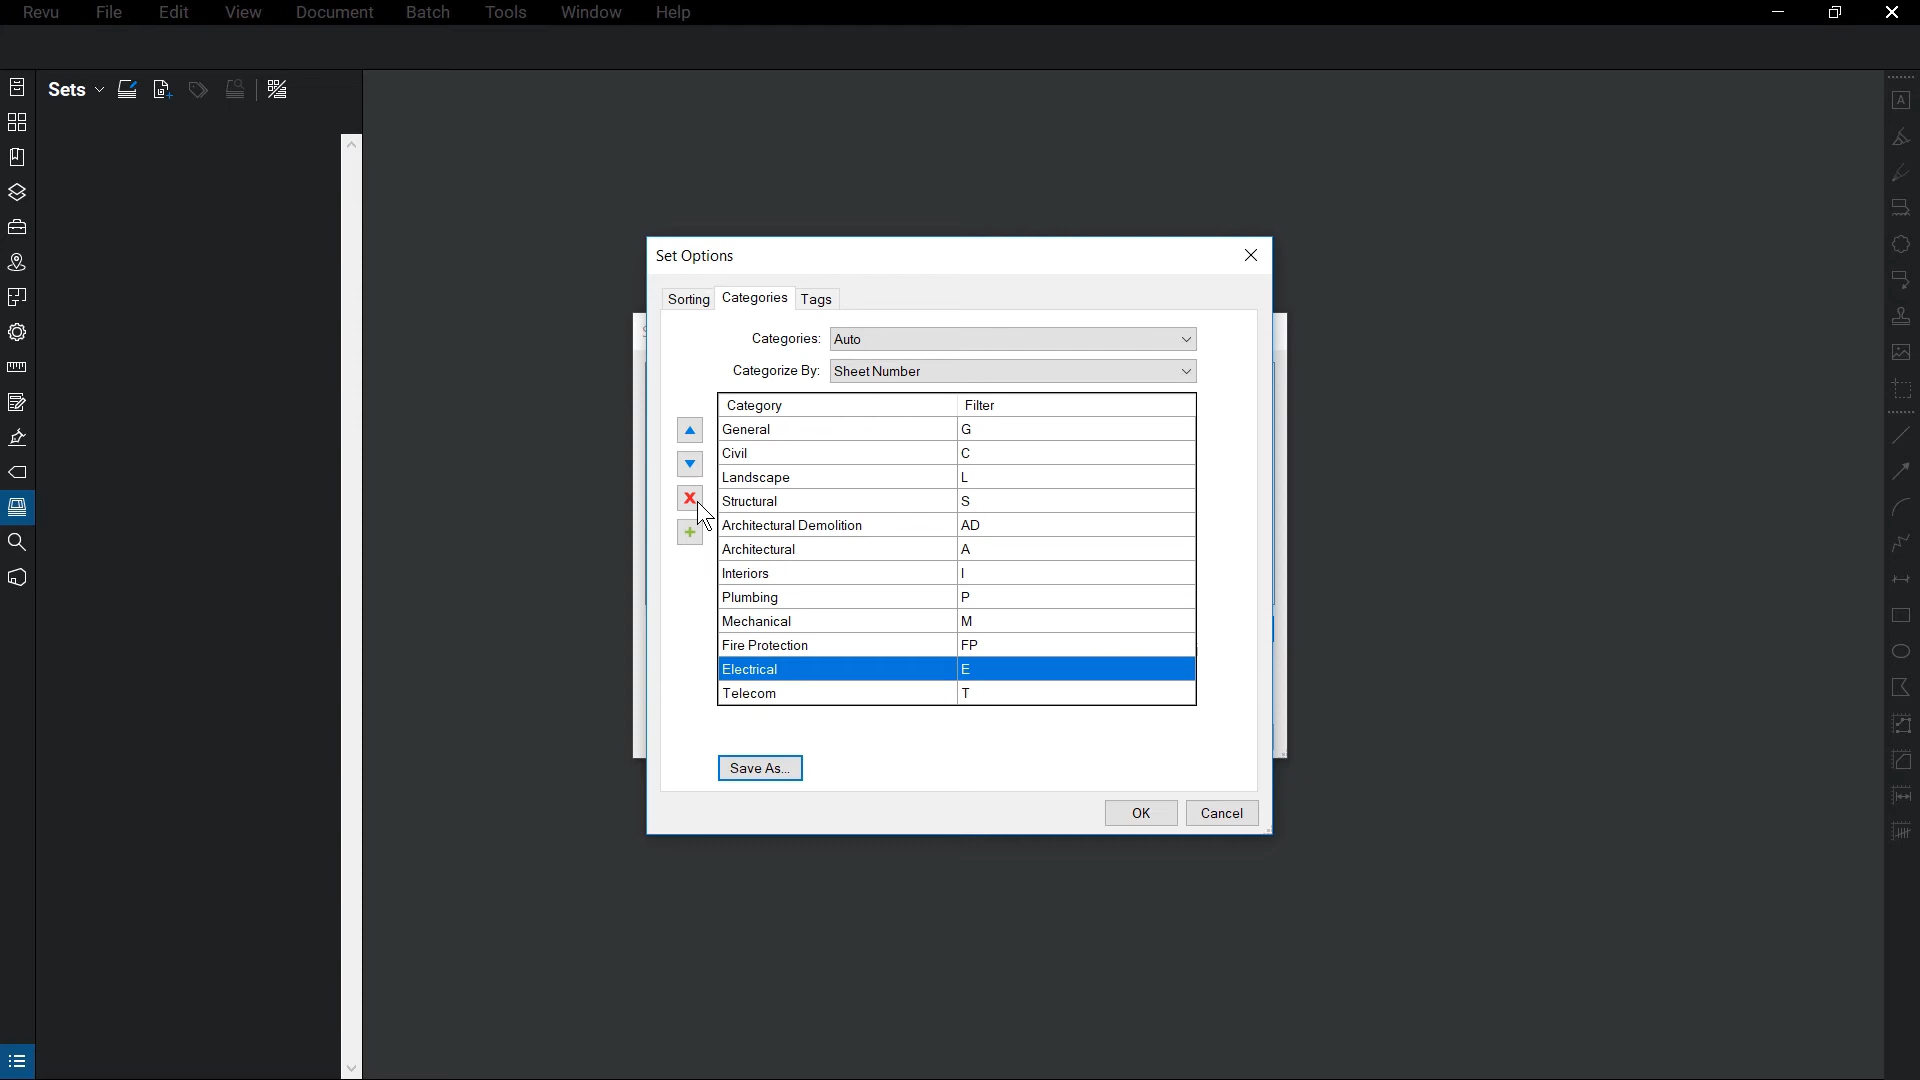 Revu File Edit View Document Batch Tools Window Help
Sets
Set Options
Sorting Categories Tags
Categories: Auto
Categorize By: Sheet Number
Category Filter
General G
Civil C
Landscape L
Structural S
Architectural Demolition AD
Architectural A
Interiors I
Plumbing P
Mechanical M
Fire Protection FP
Electrical E
Telecom T
Save As...
OK Cancel